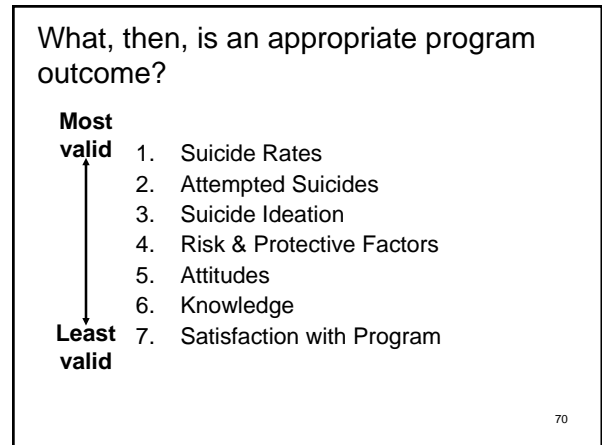 What, then, is an appropriate program
outcome?
Most
valid
1. Suicide Rates
2. Attempted Suicides
3. Suicide Ideation
4. Risk & Protective Factors
5. Attitudes
6. Knowledge
Least 7. Satisfaction with Program
valid
70